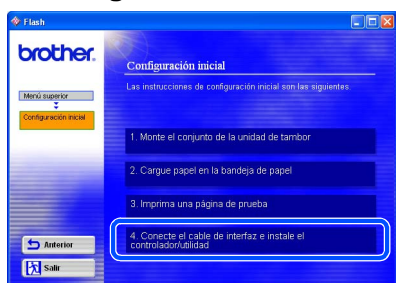 Flash
brother.
Configuración inicial
Las instrucciones de configuración inicial son las siguientes.
Menú superior
Configuración inicial
1. Monte el conjunto de la unidad de tambor
2. Cargue papel en la bandeja de papel
3. Imprima una página de prueba
4. Conecte el cable de interfaz e instale el
controlador/utilidad
Anterior
Salir